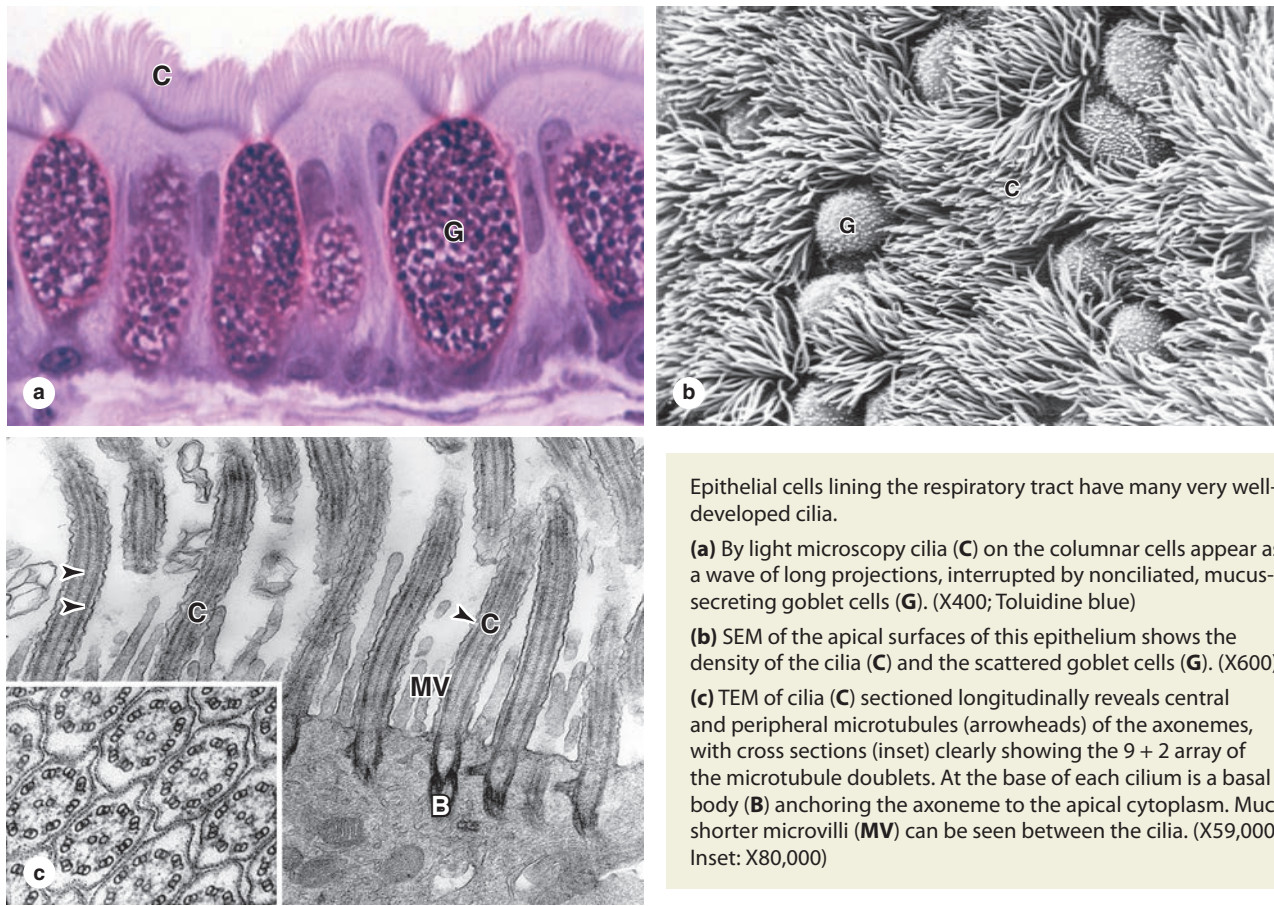 C
G
a
C
G
b
C
C
MV
B
c
Epithelial cells lining the respiratory tract have many very well-
developed cilia.
(a) By light microscopy cilia (C) on the columnar cells appear as
a wave of long projections, interrupted by nonciliated, mucus-
secreting goblet cells (G). (X400; Toluidine blue)
(b) SEM of the apical surfaces of this epithelium shows the
density of the cilia (C) and the scattered goblet cells (G). (X600)
(c) TEM of cilia (C) sectioned longitudinally reveals central
and peripheral microtubules (arrowheads) of the axonemes,
with cross sections (inset) clearly showing the 9 + 2 array of
the microtubule doublets. At the base of each cilium is a basal
body (B) anchoring the axoneme to the apical cytoplasm. Muc
shorter microvilli (MV) can be seen between the cilia. (X59,000
Inset: X80,000)